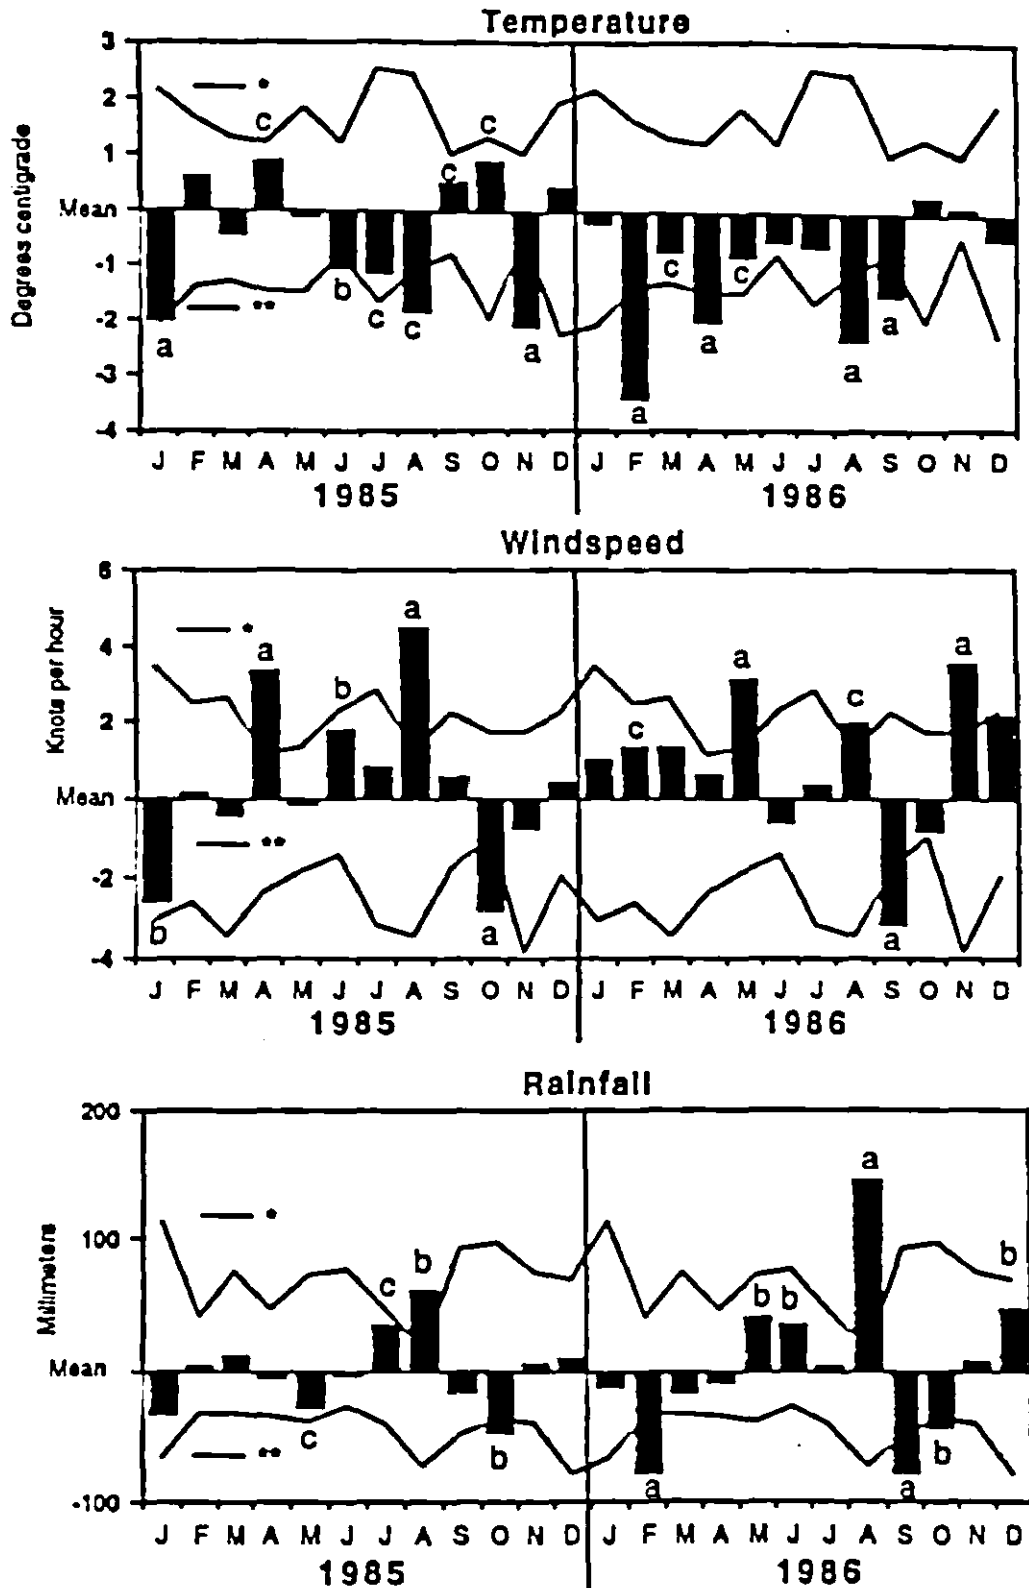 Temperature
3
2
*
c
c
1
c
Degrees centigrade
Mean
-1
c
c
b
-2
**
c
c
a
a
a
a
-3
a
a
-4
J F M A M J J A S O N D J F M A M J J A S O N D
1985 1986
Windspeed
6
a
*
a
a
a
4
Knots per hour
b
c
c
2
Mean
**
-2
b
a
a
-4
J F M A M J J A S O N D J F M A M J J A S O N D
1985 1986
Rainfall
200
a
*
100
b
b
c
b b
Millimeters
Mean
c
b
b
**
a
a
-100
J F M A M J J A S O N D J F M A M J J A S O N D
1985 1986